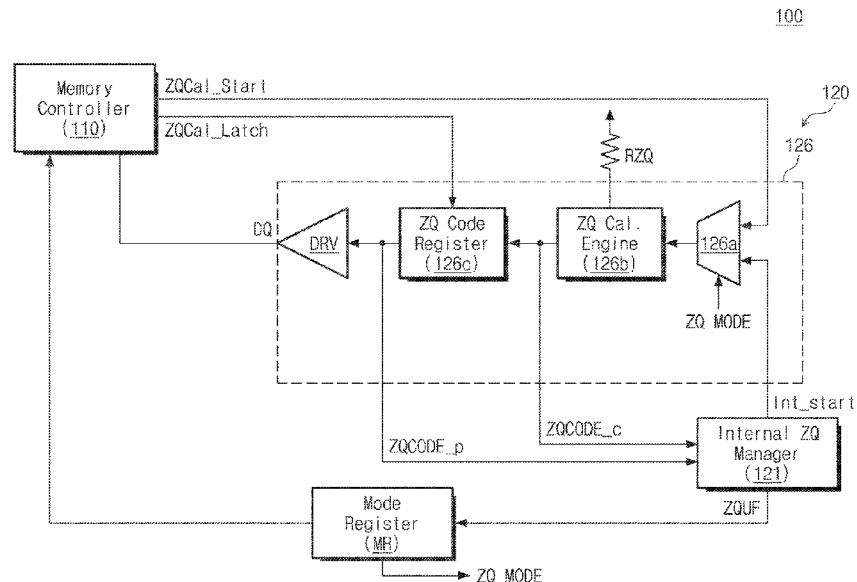 100
Memory
Controller
(110)
ZQCal_Start
ZQCal_Latch
120
126
RZQ
DQ
DRV
ZQ Code
Register
(126c)
ZQ Cal.
Engine
(126b)
126a
ZQ MODE
Int_start
ZQCODE_c
ZQCODE_p
Internal ZQ
Manager
(121)
ZQUF
Mode
Register
(MR)
ZQ MODE